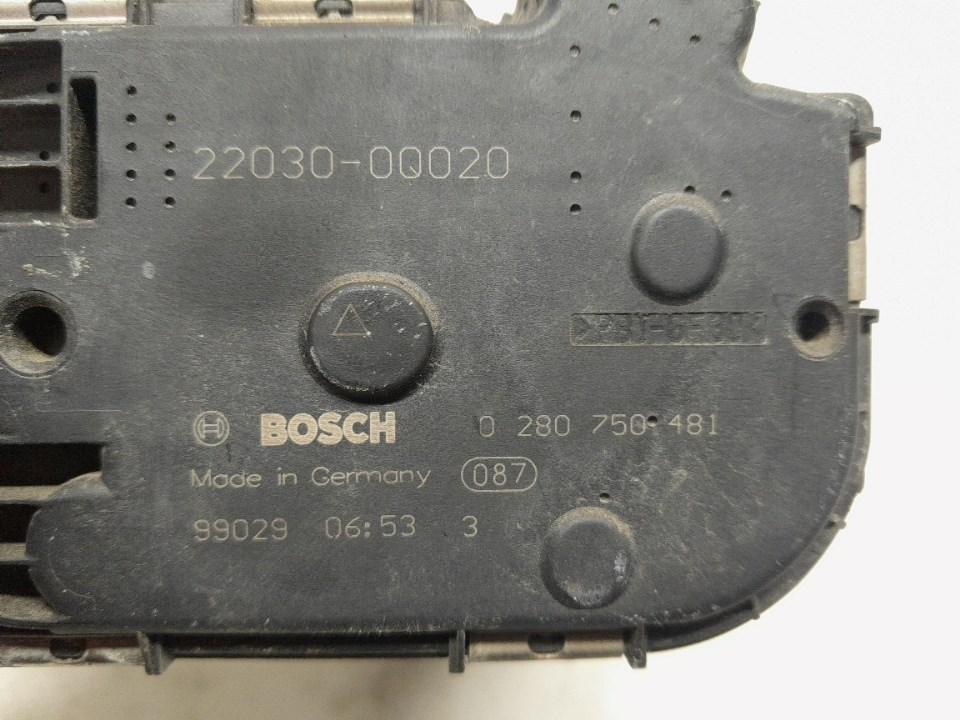 22030-0Q020
BOSCH 0 280 750 481
Made in Germany 087
99029 06:53 3